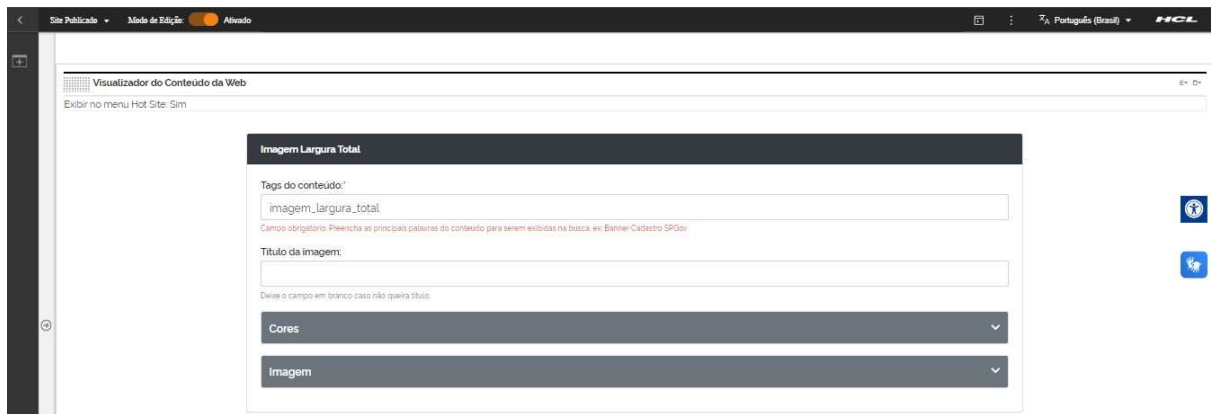 Site Publicado Modo de Edição: Ativado Português (Brasil) HCL
Visualizador do Conteúdo da Web
Exibir no menu Hot Site: Sim
Imagem Largura Total
Tags do conteúdo:*
imagem_largura_total
Campo obrigatório. Preencha as principais palavras do conteúdo para serem exibidas na busca, ex: Banner Cadastro SPGov
Título da imagem:
Deixe o campo em branco caso não queira título.
Cores
Imagem